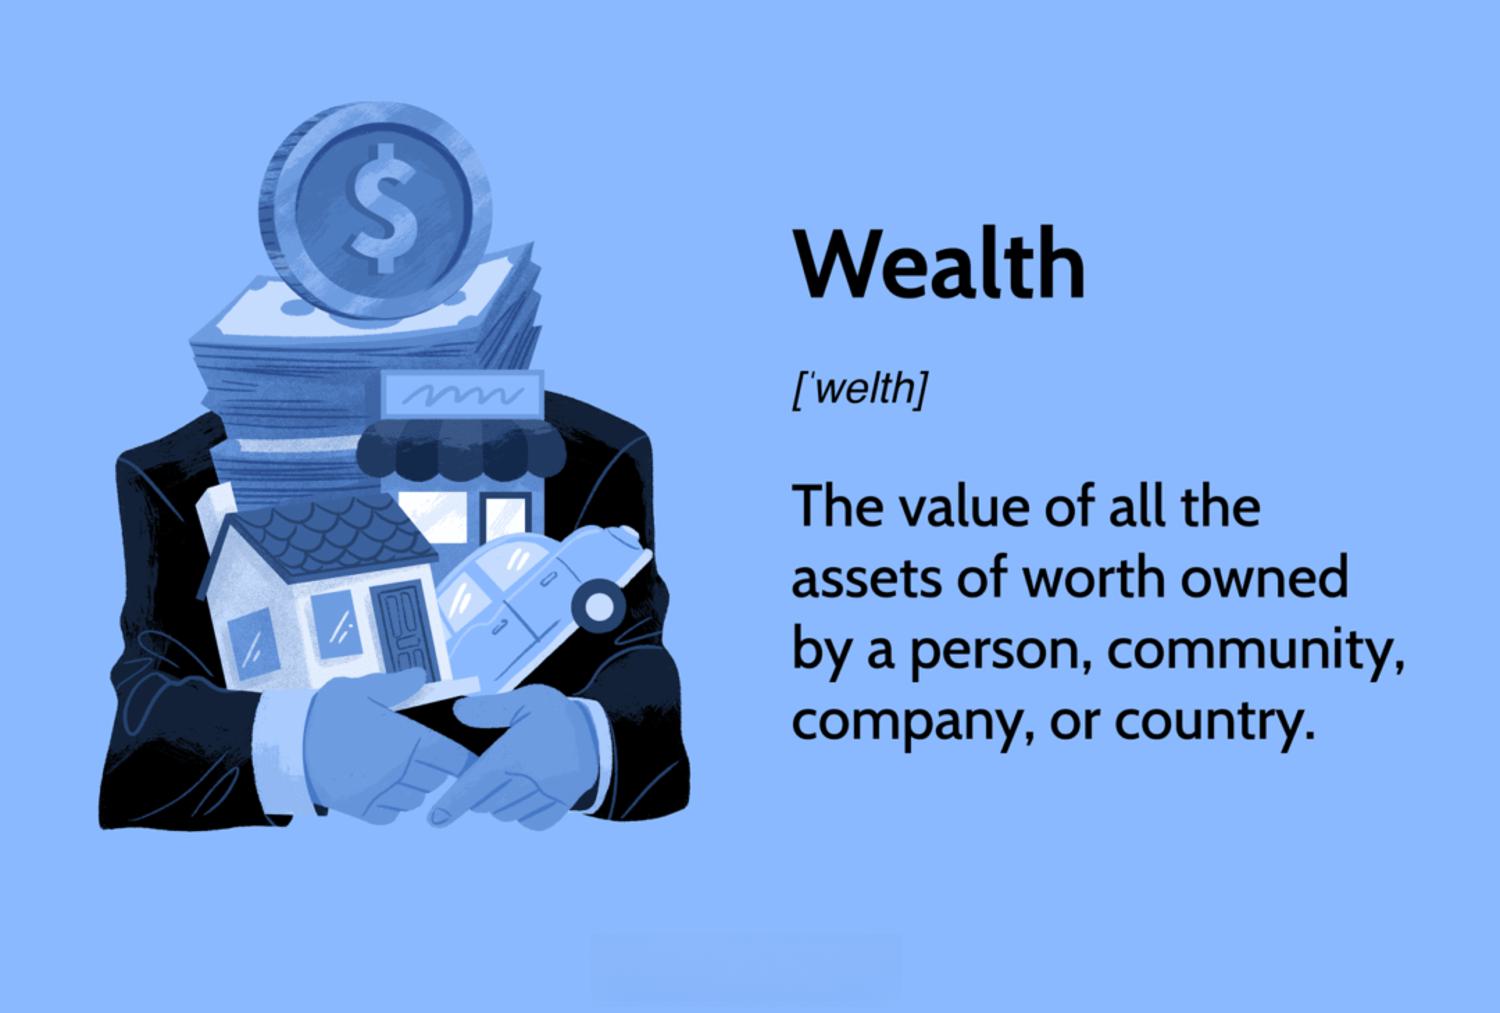 $
Wealth
[ˈwelth]
The value of all the
assets of worth owned
by a person, community,
company, or country.